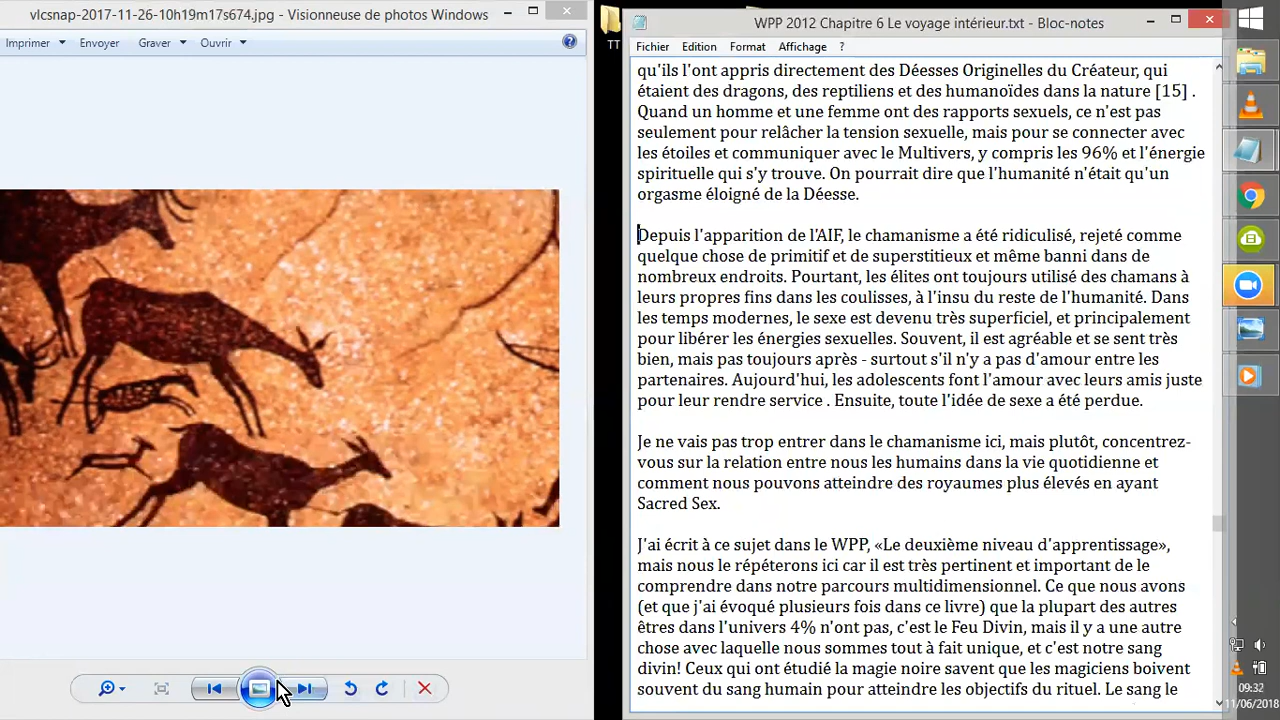 vlcsnap-2017-11-26-10h19m17s674.jpg - Visionneuse de photos Windows
Imprimer Envoyer Graver Ouvrir
TT
WPP 2012 Chapitre 6 Le voyage intérieur.txt - Bloc-notes
Fichier Edition Format Affichage ?
qu'ils l'ont appris directement des Déesses Originelles du Créateur, qui
étaient des dragons, des reptiliens et des humanoïdes dans la nature [15] .
Quand un homme et une femme ont des rapports sexuels, ce n'est pas
seulement pour relâcher la tension sexuelle, mais pour se connecter avec
les étoiles et communiquer avec le Multivers, y compris les 96% et l'énergie
spirituelle qui s'y trouve. On pourrait dire que l'humanité n'était qu'un
orgasme éloigné de la Déesse.
Depuis l'apparition de l'AIF, le chamanisme a été ridiculisé, rejeté comme
quelque chose de primitif et de superstitieux et même banni dans de
nombreux endroits. Pourtant, les élites ont toujours utilisé des chamans à
leurs propres fins dans les coulisses, à l'insu du reste de l'humanité. Dans
les temps modernes, le sexe est devenu très superficiel, et principalement
pour libérer les énergies sexuelles. Souvent, il est agréable et se sent très
bien, mais pas toujours après - surtout s'il n'y a pas d'amour entre les
partenaires. Aujourd'hui, les adolescents font l'amour avec leurs amis juste
pour leur rendre service . Ensuite, toute l'idée de sexe a été perdue.
Je ne vais pas trop entrer dans le chamanisme ici, mais plutôt, concentrez-
vous sur la relation entre nous les humains dans la vie quotidienne et
comment nous pouvons atteindre des royaumes plus élevés en ayant
Sacred Sex.
J'ai écrit à ce sujet dans le WPP, «Le deuxième niveau d'apprentissage»,
mais nous le répéterons ici car il est très pertinent et important de le
comprendre dans notre parcours multidimensionnel. Ce que nous avons
(et que j'ai évoqué plusieurs fois dans ce livre) que la plupart des autres
êtres dans l'univers 4% n'ont pas, c'est le Feu Divin, mais il y a une autre
chose avec laquelle nous sommes tout à fait unique, et c'est notre sang
divin! Ceux qui ont étudié la magie noire savent que les magiciens boivent
souvent du sang humain pour atteindre les objectifs du rituel. Le sang le
09:32
11/06/2018